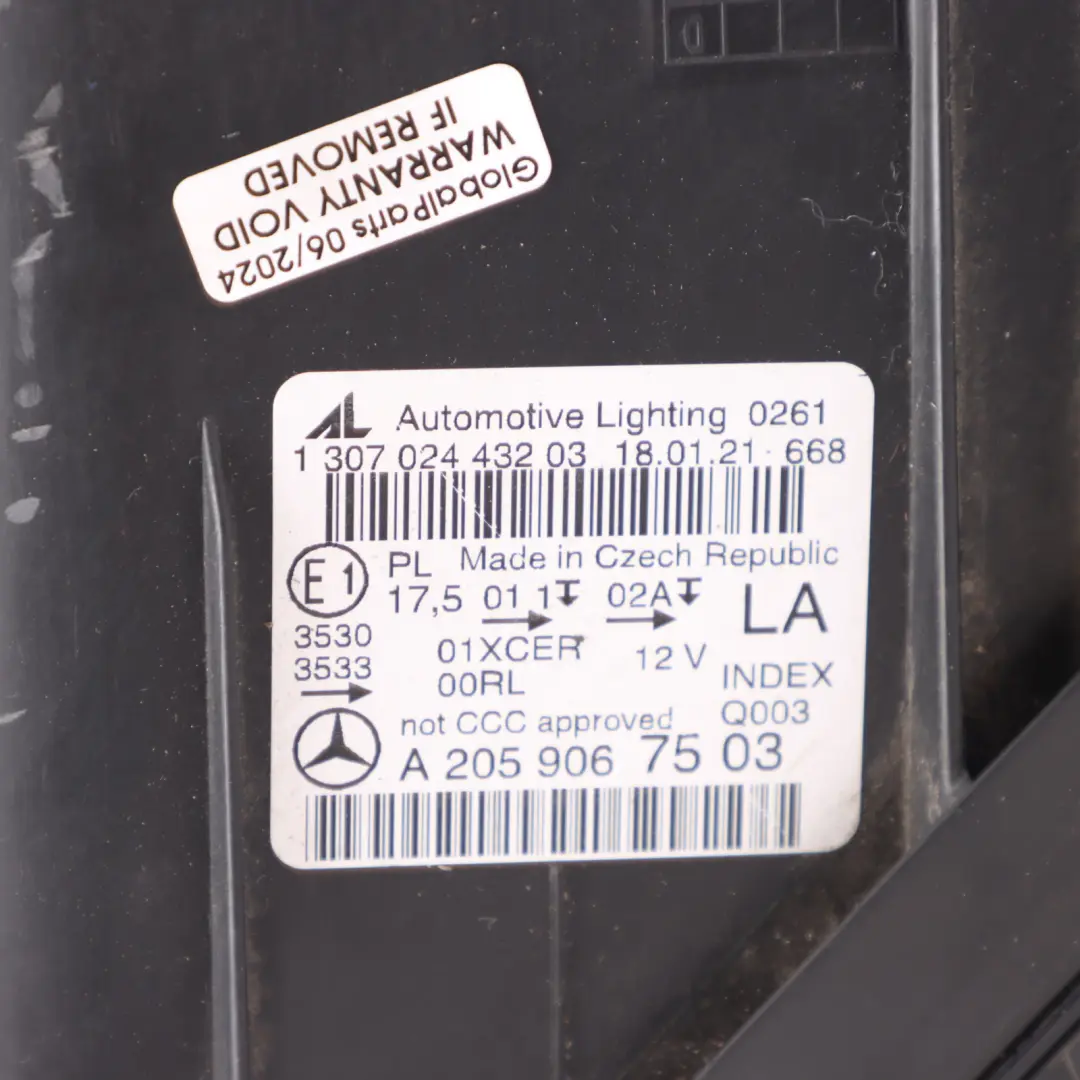 GlobalParts 06/2024
WARRANTY VOID
IF REMOVED
AL Automotive Lighting 0261
1 307 024 432 03 18.01.21 668
E1 PL Made in Czech Republic
17,5 01 1 02A LA
3530 01XCER 12 V
3533 00RL INDEX
not CCC approved Q003
A 205 906 75 03